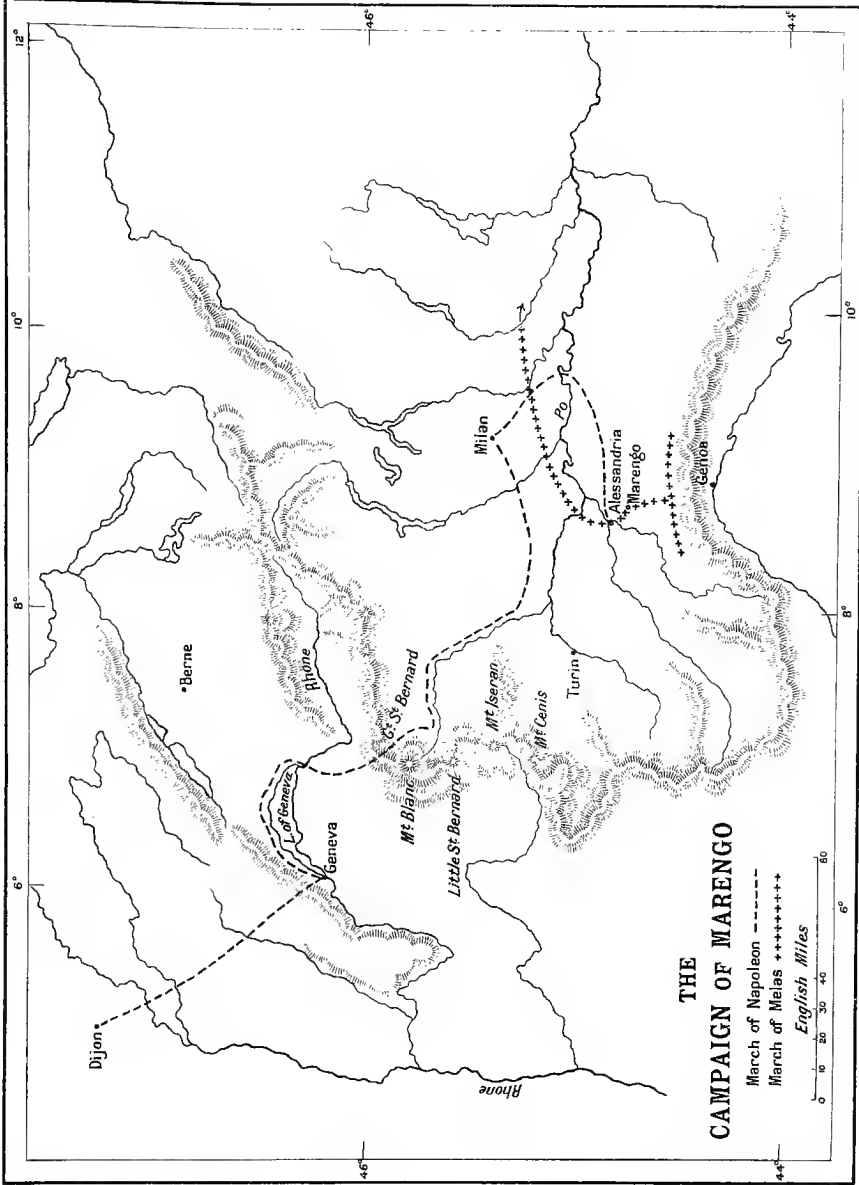 THE
CAMPAIGN OF MARENGO
March of Napoleon
March of Melas
English Miles
0 10 20 30 40 60
12°
10°
8°
6°
46°
44°
46°
44°
10°
8°
6°
Dijon
Berne
Rhône
L. of Geneva
Geneva
Gt. St Bernard
Mt Blanc
Little St Bernard
Mt Iseran
Mt Cenis
Turin
Milan
Po
Alessandria
Marengo
Genoa
Rhone